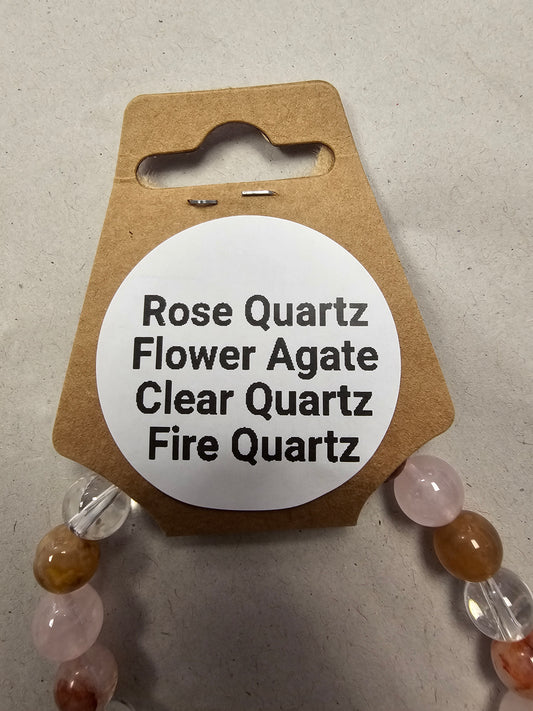 Rose Quartz
Flower Agate
Clear Quartz
Fire Quartz